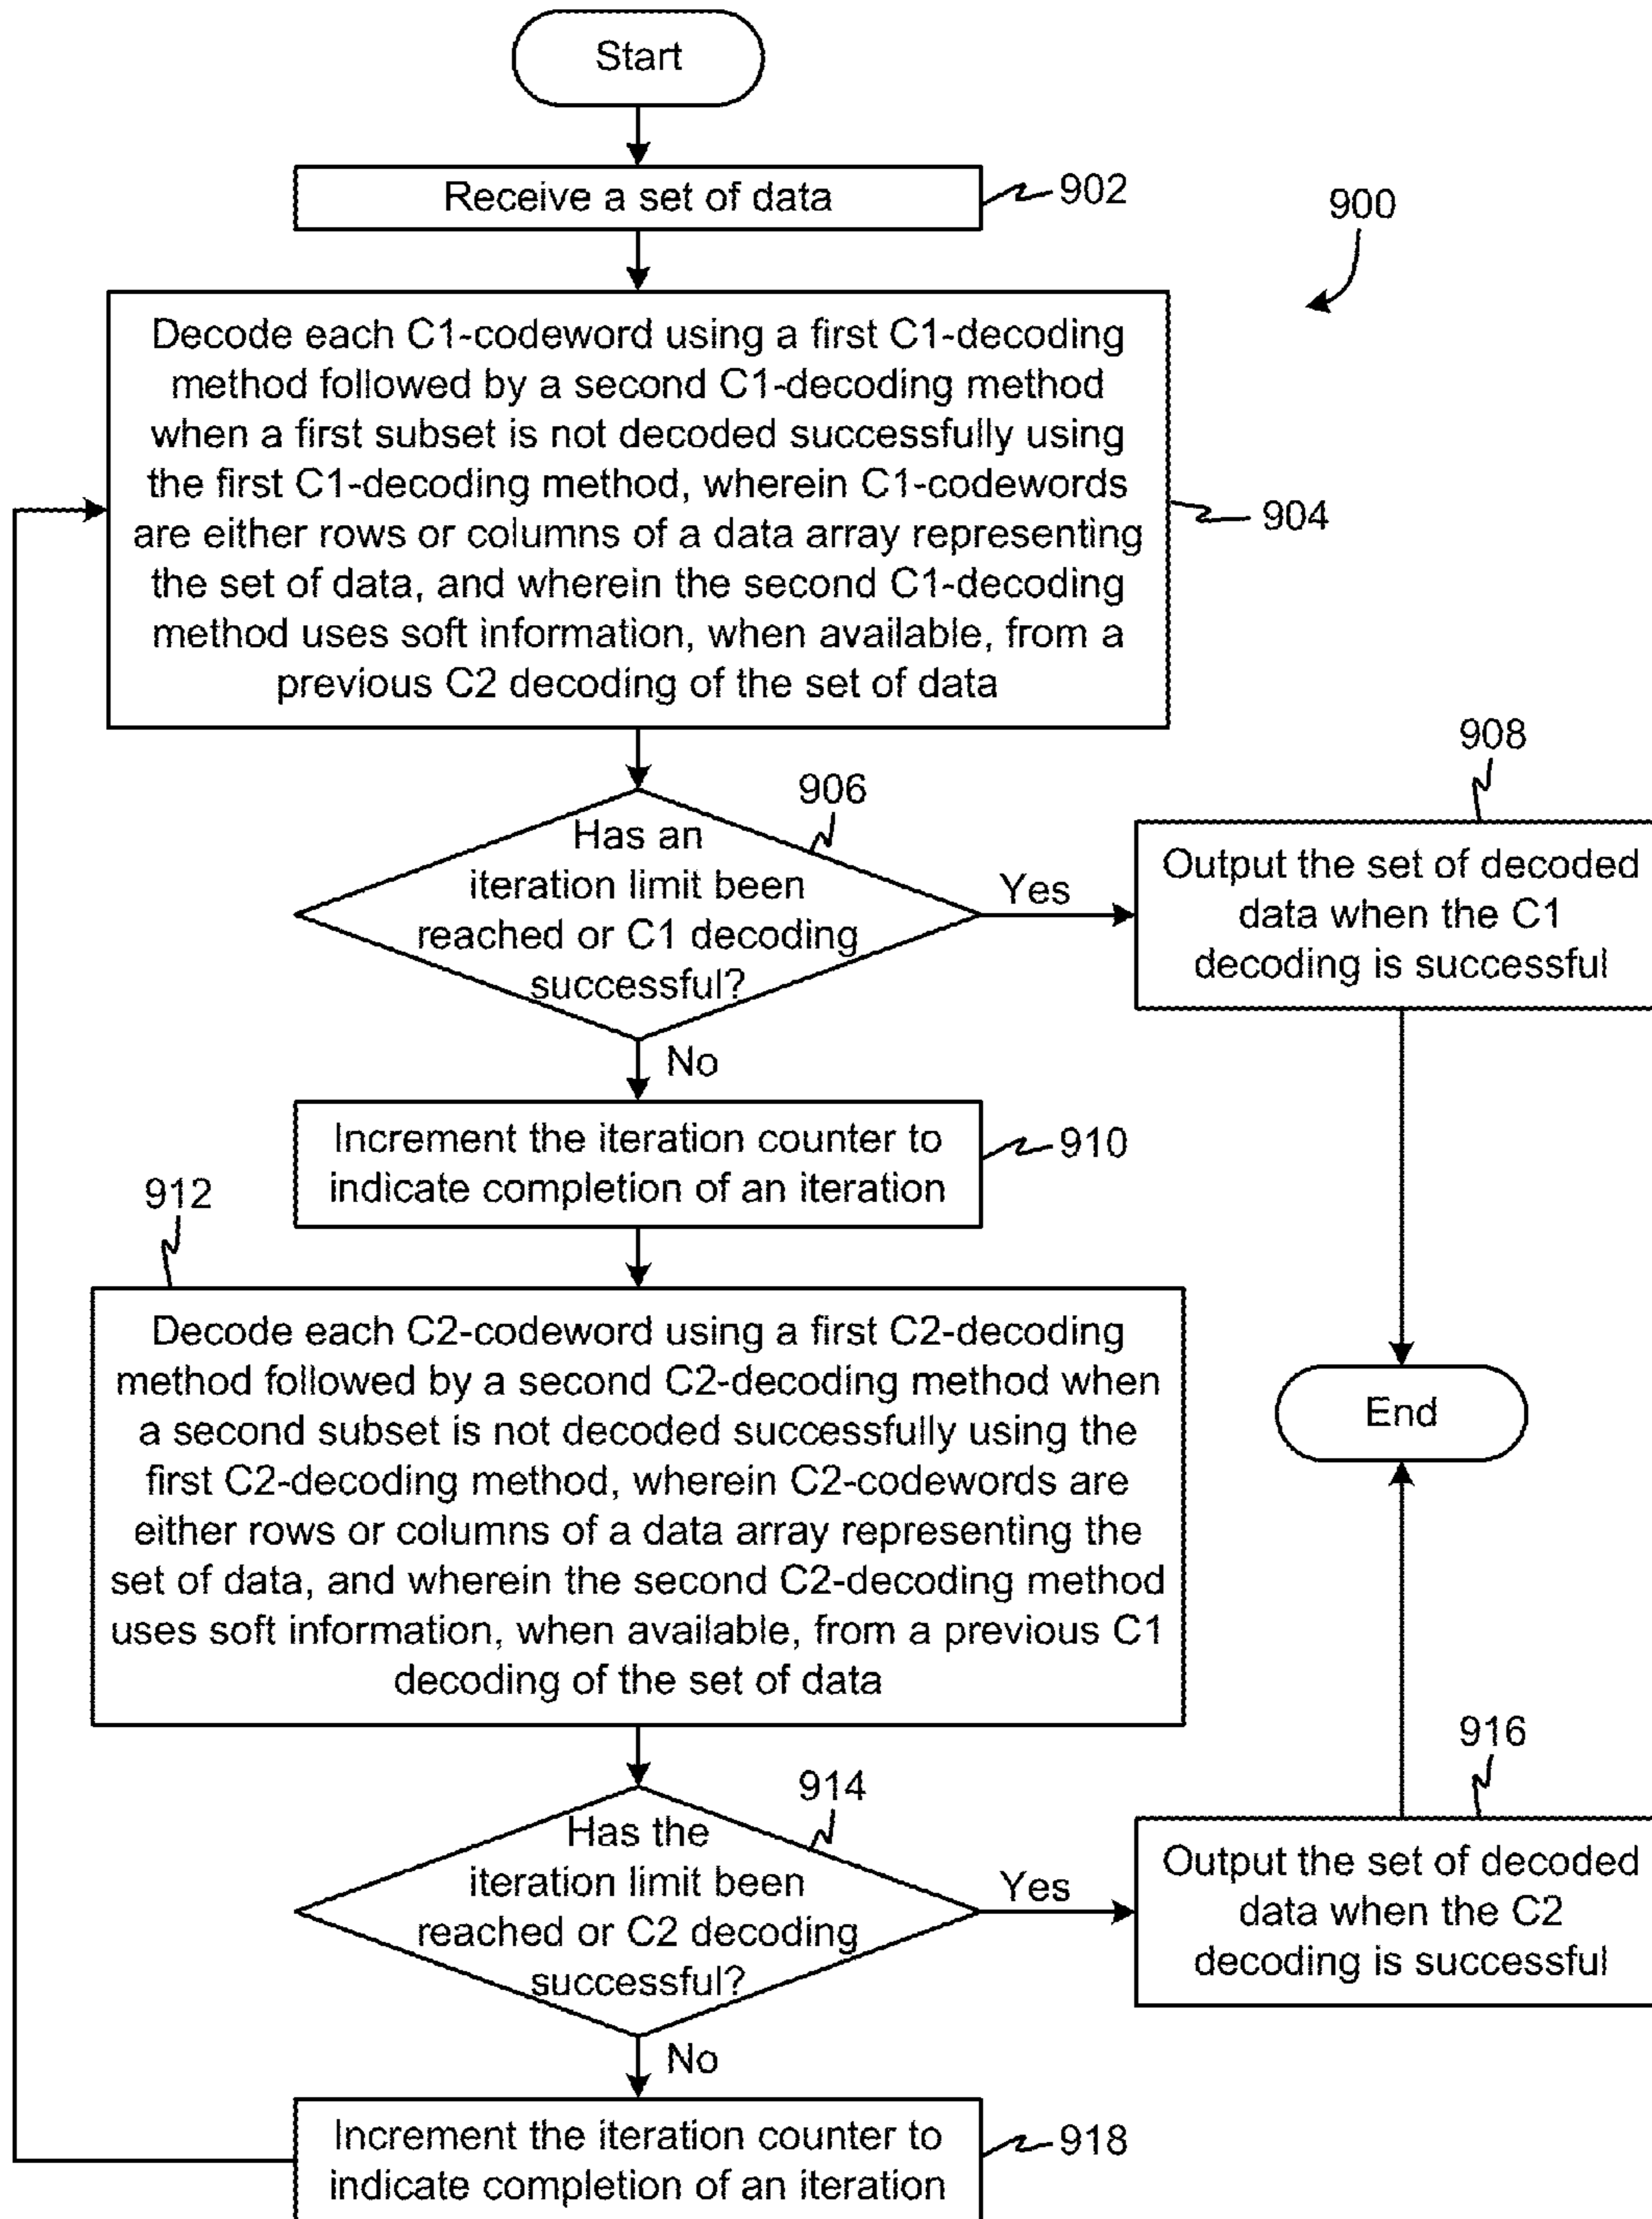 Start
Receive a set of data
902
900
Decode each C1-codeword using a first C1-decoding
method followed by a second C1-decoding method
when a first subset is not decoded successfully using
the first C1-decoding method, wherein C1-codewords
are either rows or columns of a data array representing
the set of data, and wherein the second C1-decoding
method uses soft information, when available, from a
previous C2 decoding of the set of data
904
906
Has an
iteration limit been
reached or C1 decoding
successful?
Yes
908
Output the set of decoded
data when the C1
decoding is successful
No
Increment the iteration counter to
indicate completion of an iteration
910
912
Decode each C2-codeword using a first C2-decoding
method followed by a second C2-decoding method when
a second subset is not decoded successfully using the
first C2-decoding method, wherein C2-codewords are
either rows or columns of a data array representing the
set of data, and wherein the second C2-decoding method
uses soft information, when available, from a previous C1
decoding of the set of data
End
914
Has the
iteration limit been
reached or C2 decoding
successful?
Yes
916
Output the set of decoded
data when the C2
decoding is successful
No
Increment the iteration counter to
indicate completion of an iteration
918